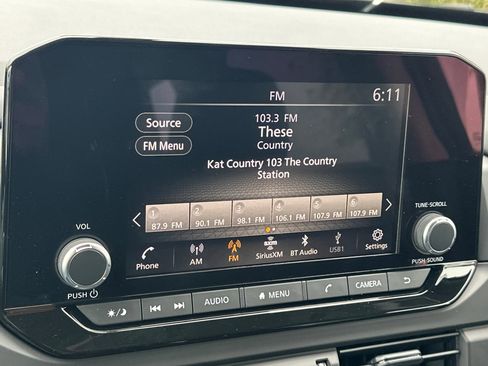 FM
6:11
Source
103.3 FM
These
FM Menu
Country
Kat Country 103 The Country
Station
1 2 3 4 5 6
87.9 FM 90.1 FM 98.1 FM 106.1 FM 107.9 FM 107.9 FM
VOL
TUNE·SCROLL
Phone AM FM SiriusXM BT Audio USB1 Settings
PUSH
PUSH·SOUND
AUDIO MENU CAMERA